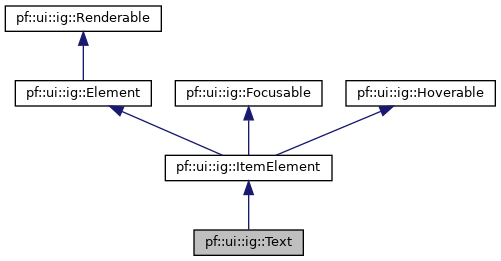 pf::ui::ig::Renderable
pf::ui::ig::Element
pf::ui::ig::Focusable
pf::ui::ig::Hoverable
pf::ui::ig::ItemElement
pf::ui::ig::Text